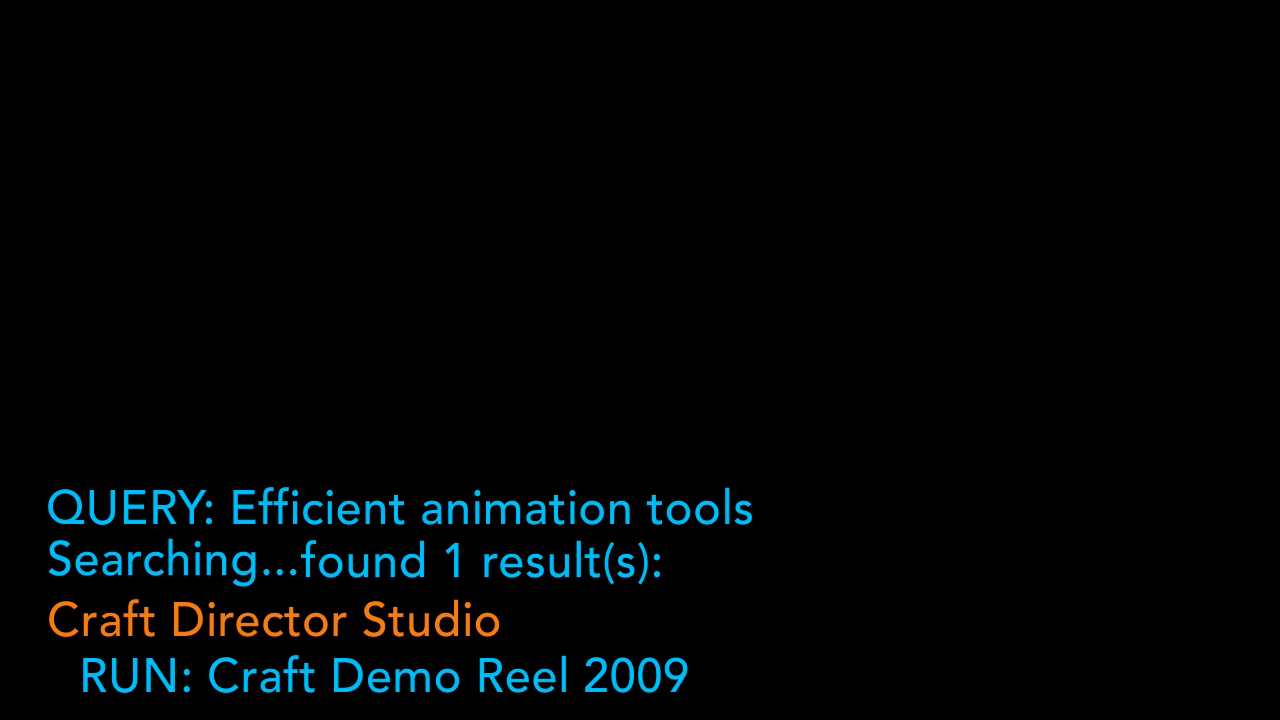 QUERY: Efficient animation tools
Searching...found 1 result(s):
Craft Director Studio
RUN: Craft Demo Reel 2009